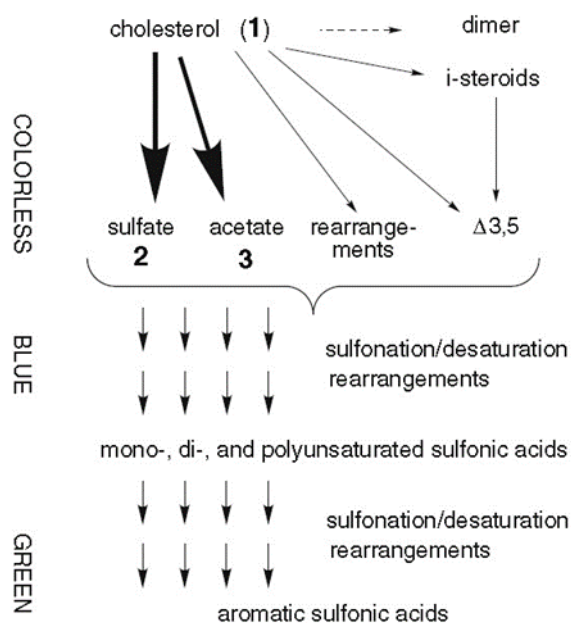 cholesterol (1)
dimer
i-steroids
COLORLESS
sulfate
2
acetate
3
rearrange-
ments
Δ3,5
BLUE
sulfonation/desaturation
rearrangements
mono-, di-, and polyunsaturated sulfonic acids
GREEN
sulfonation/desaturation
rearrangements
aromatic sulfonic acids